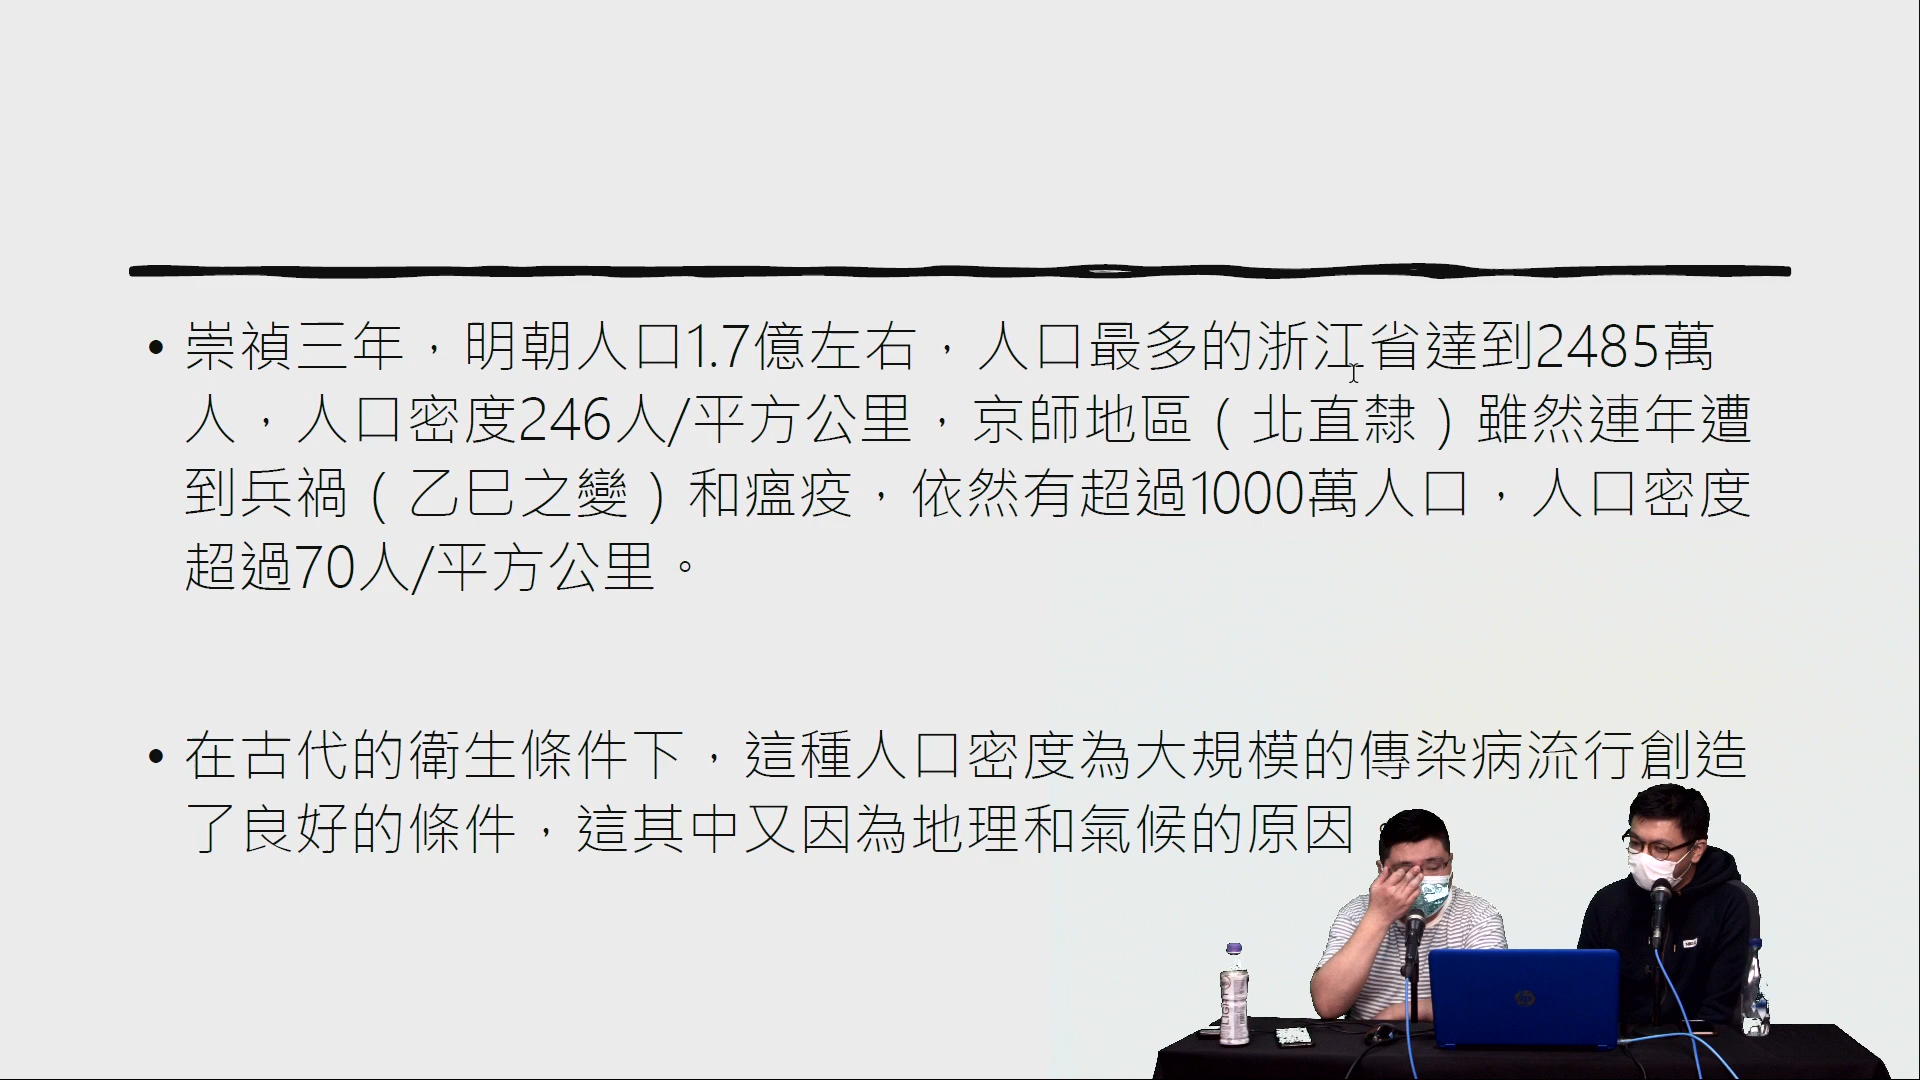 • 崇禎三年，明朝人口1.7億左右，人口最多的浙江省達到2485萬
人，人口密度246人/平方公里，京師地區（北直隸）雖然連年遭
到兵禍（乙巳之變）和瘟疫，依然有超過1000萬人口，人口密度
超過70人/平方公里。
• 在古代的衛生條件下，這種人口密度為大規模的傳染病流行創造
了良好的條件，這其中又因為地理和氣候的原因
hp